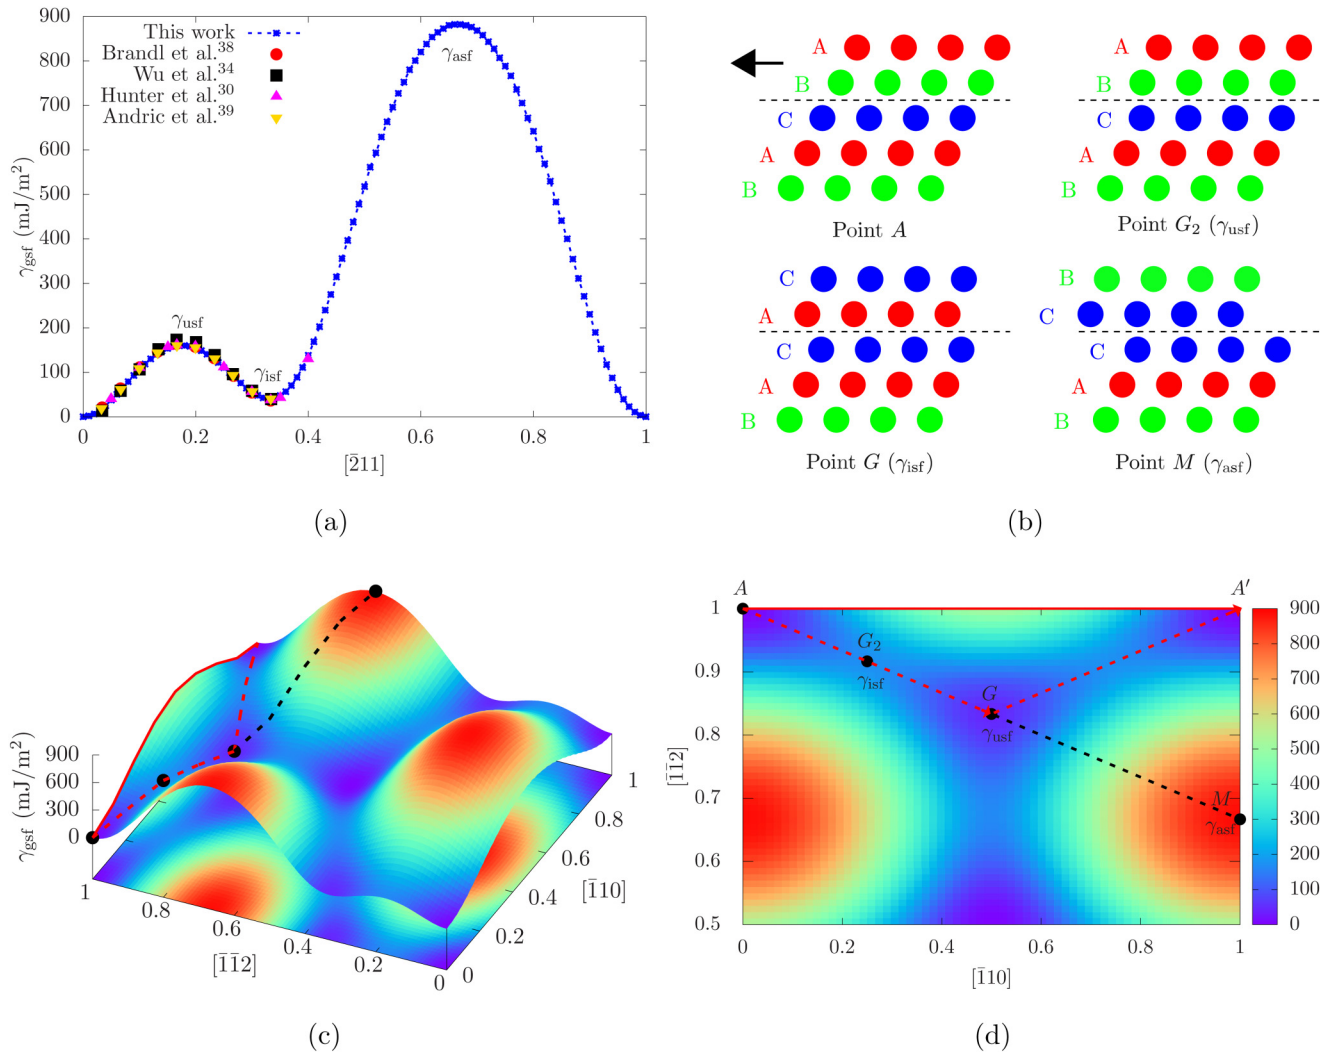 900
800
700
600
500
400
300
200
100
0
γgsf (mJ/m²)
This work
Brandl et al.³⁸
Wu et al.³⁴
Hunter et al.³⁰
Andric et al.³⁹
γasf
γusf
γisf
0 0.2 0.4 0.6 0.8 1
[2̄11]
(a)
A
B
C
A
B
Point A
A
B
C
A
B
Point G₂ (γusf)
C
A
C
A
B
Point G (γisf)
B
C
C
A
B
Point M (γasf)
(b)
900
600
300
0
γgsf (mJ/m²)
1 0.8 0.6 0.4 0.2 0
[1̄1̄2]
0 0.2 0.4 0.6 0.8 1
[1̄10]
(c)
A A′
G₂
γisf
G
γusf
M
γasf
1
0.9
0.8
0.7
0.6
0.5
[1̄1̄2]
0 0.2 0.4 0.6 0.8 1
[1̄10]
900
800
700
600
500
400
300
200
100
0
(d)